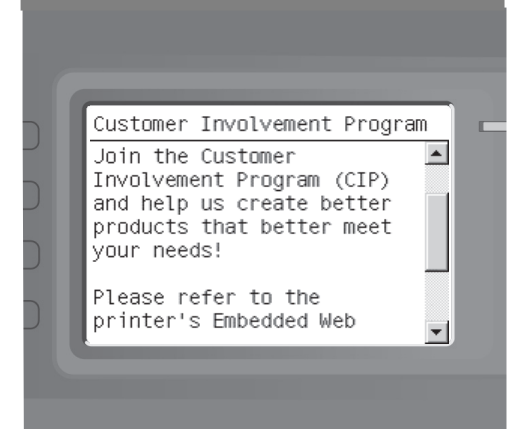 Customer Involvement Program
Join the Customer
Involvement Program (CIP)
and help us create better
products that better meet
your needs!
Please refer to the
printer's Embedded Web